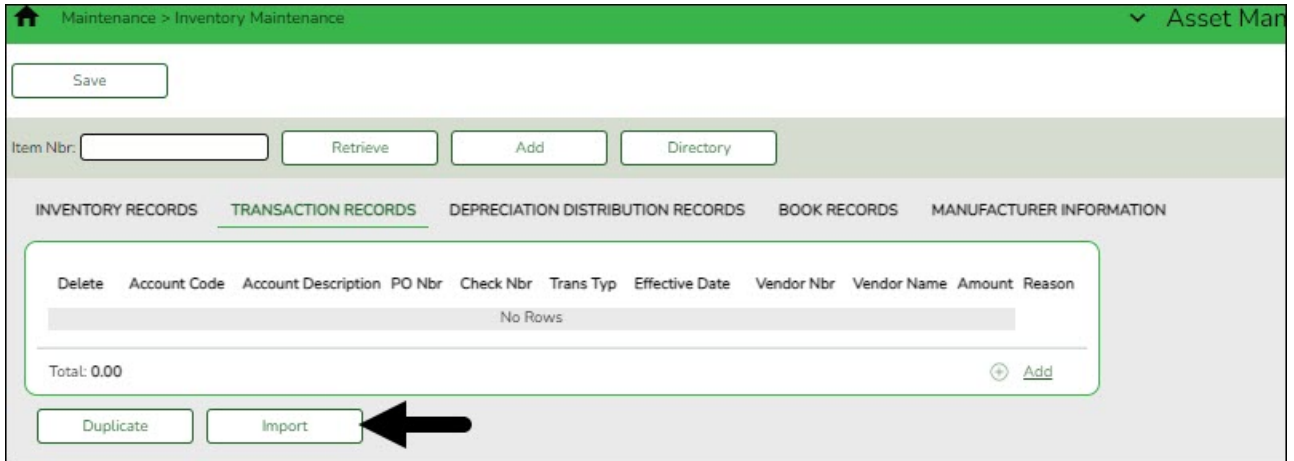 Maintenance > Inventory Maintenance
Asset Man
Save
Item Nbr: Retrieve Add Directory
INVENTORY RECORDS TRANSACTION RECORDS DEPRECIATION DISTRIBUTION RECORDS BOOK RECORDS MANUFACTURER INFORMATION
Delete Account Code Account Description PO Nbr Check Nbr Trans Typ Effective Date Vendor Nbr Vendor Name Amount Reason
No Rows
Total: 0.00 Add
Duplicate Import